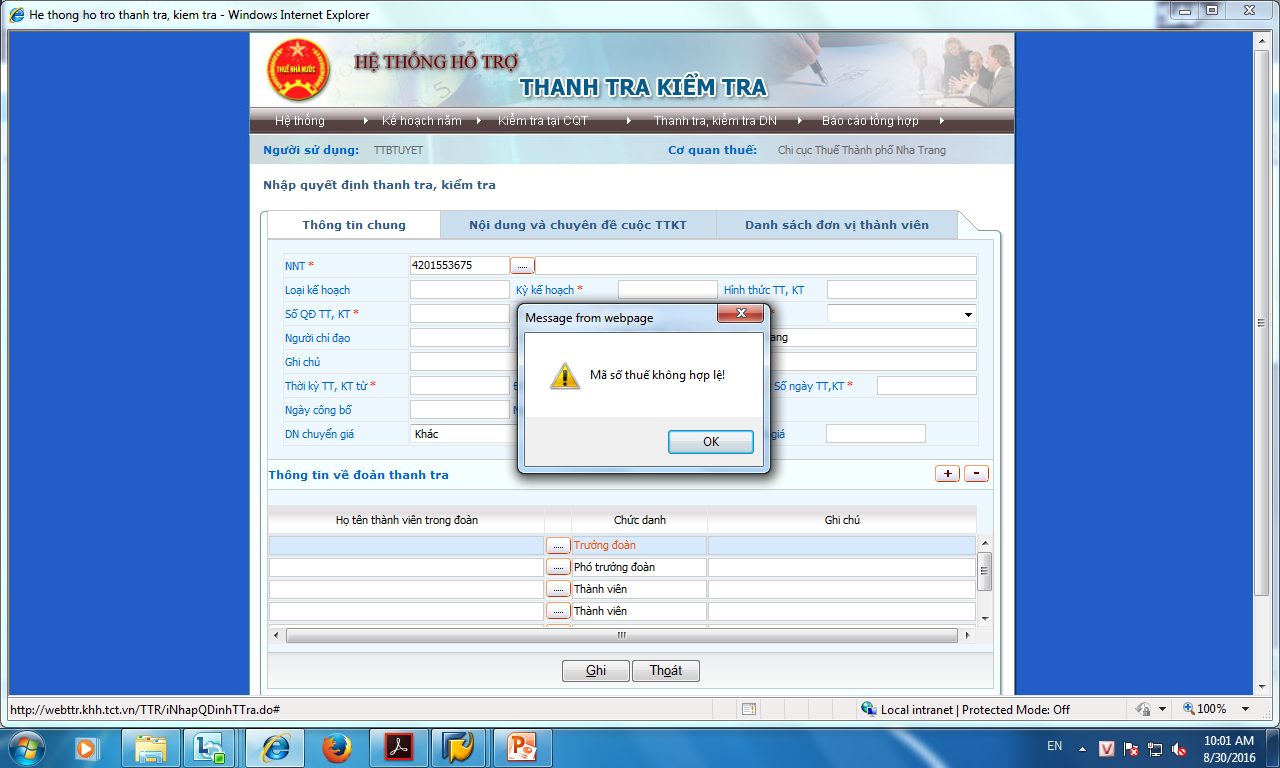 He thong ho tro thanh tra, kiem tra - Windows Internet Explorer
THUẾ NHÀ NƯỚC
HỆ THỐNG HỖ TRỢ
THANH TRA KIỂM TRA
Hệ thống Kế hoạch năm Kiểm tra tại CQT Thanh tra, kiểm tra DN Báo cáo tổng hợp
Người sử dụng: TTBTUYET Cơ quan thuế: Chi cục Thuế Thành phố Nha Trang
Nhập quyết định thanh tra, kiểm tra
Thông tin chung Nội dung và chuyên đề cuộc TTKT Danh sách đơn vị thành viên
NNT * 4201553675 .....
Loại kế hoạch Kỳ kế hoạch * Hình thức TT, KT
Số QĐ TT, KT * *
Message from webpage
Người chỉ đạo ang
Ghi chú
Mã số thuế không hợp lệ!
Thời kỳ TT, KT từ * Số ngày TT,KT *
Ngày công bố
DN chuyển giá Khác giá
OK
Thông tin về đoàn thanh tra + -
Họ tên thành viên trong đoàn Chức danh Ghi chú
..... Trưởng đoàn
..... Phó trưởng đoàn
..... Thành viên
..... Thành viên
Ghi Thoát
http://webttr.khh.tct.vn/TTR/iNhapQDinhTTra.do# Local intranet | Protected Mode: Off 100%
EN 10:01 AM
8/30/2016